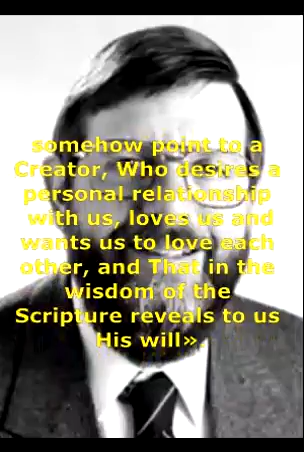 somehow point to a
Creator, Who desires a
personal relationship
with us, loves us and
wants us to love each
other, and That in the
wisdom of the
Scripture reveals to us
His will».